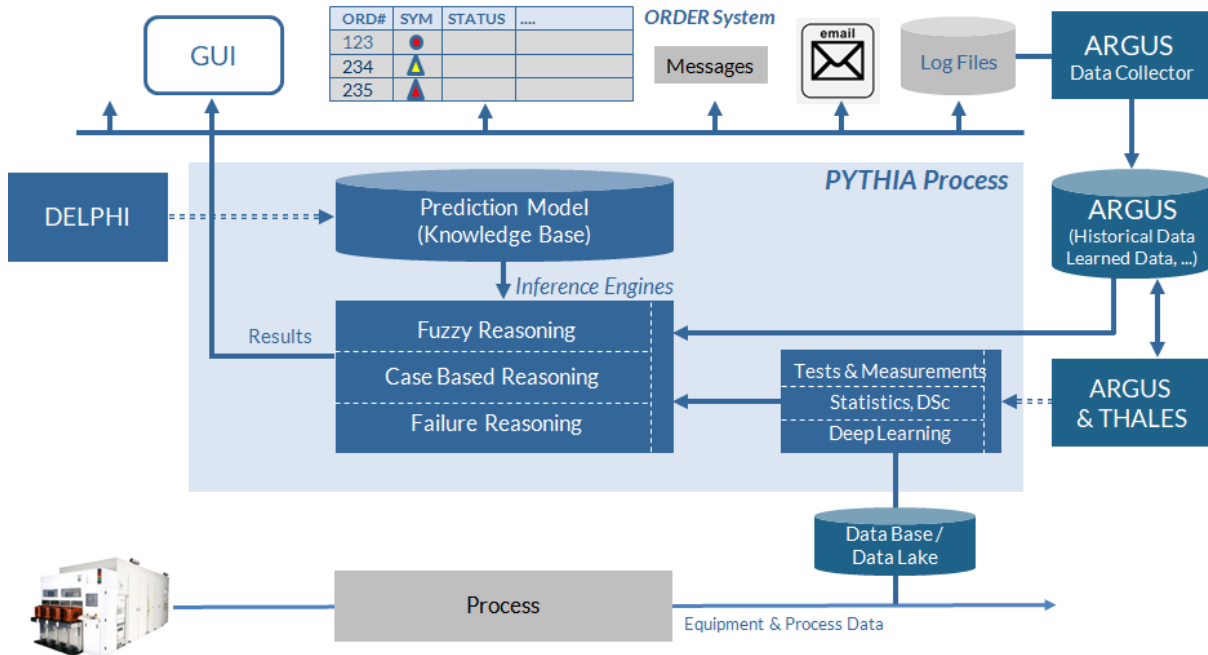 GUI
ORD# SYM STATUS ....
123
234
235
ORDER System
Messages
email
Log Files
ARGUS
Data Collector
PYTHIA Process
DELPHI
Prediction Model
(Knowledge Base)
ARGUS
(Historical Data
Learned Data, ...)
Inference Engines
Results
Fuzzy Reasoning
Case Based Reasoning
Failure Reasoning
Tests & Measurements
Statistics, DSc
Deep Learning
ARGUS
& THALES
Data Base /
Data Lake
Process
Equipment & Process Data